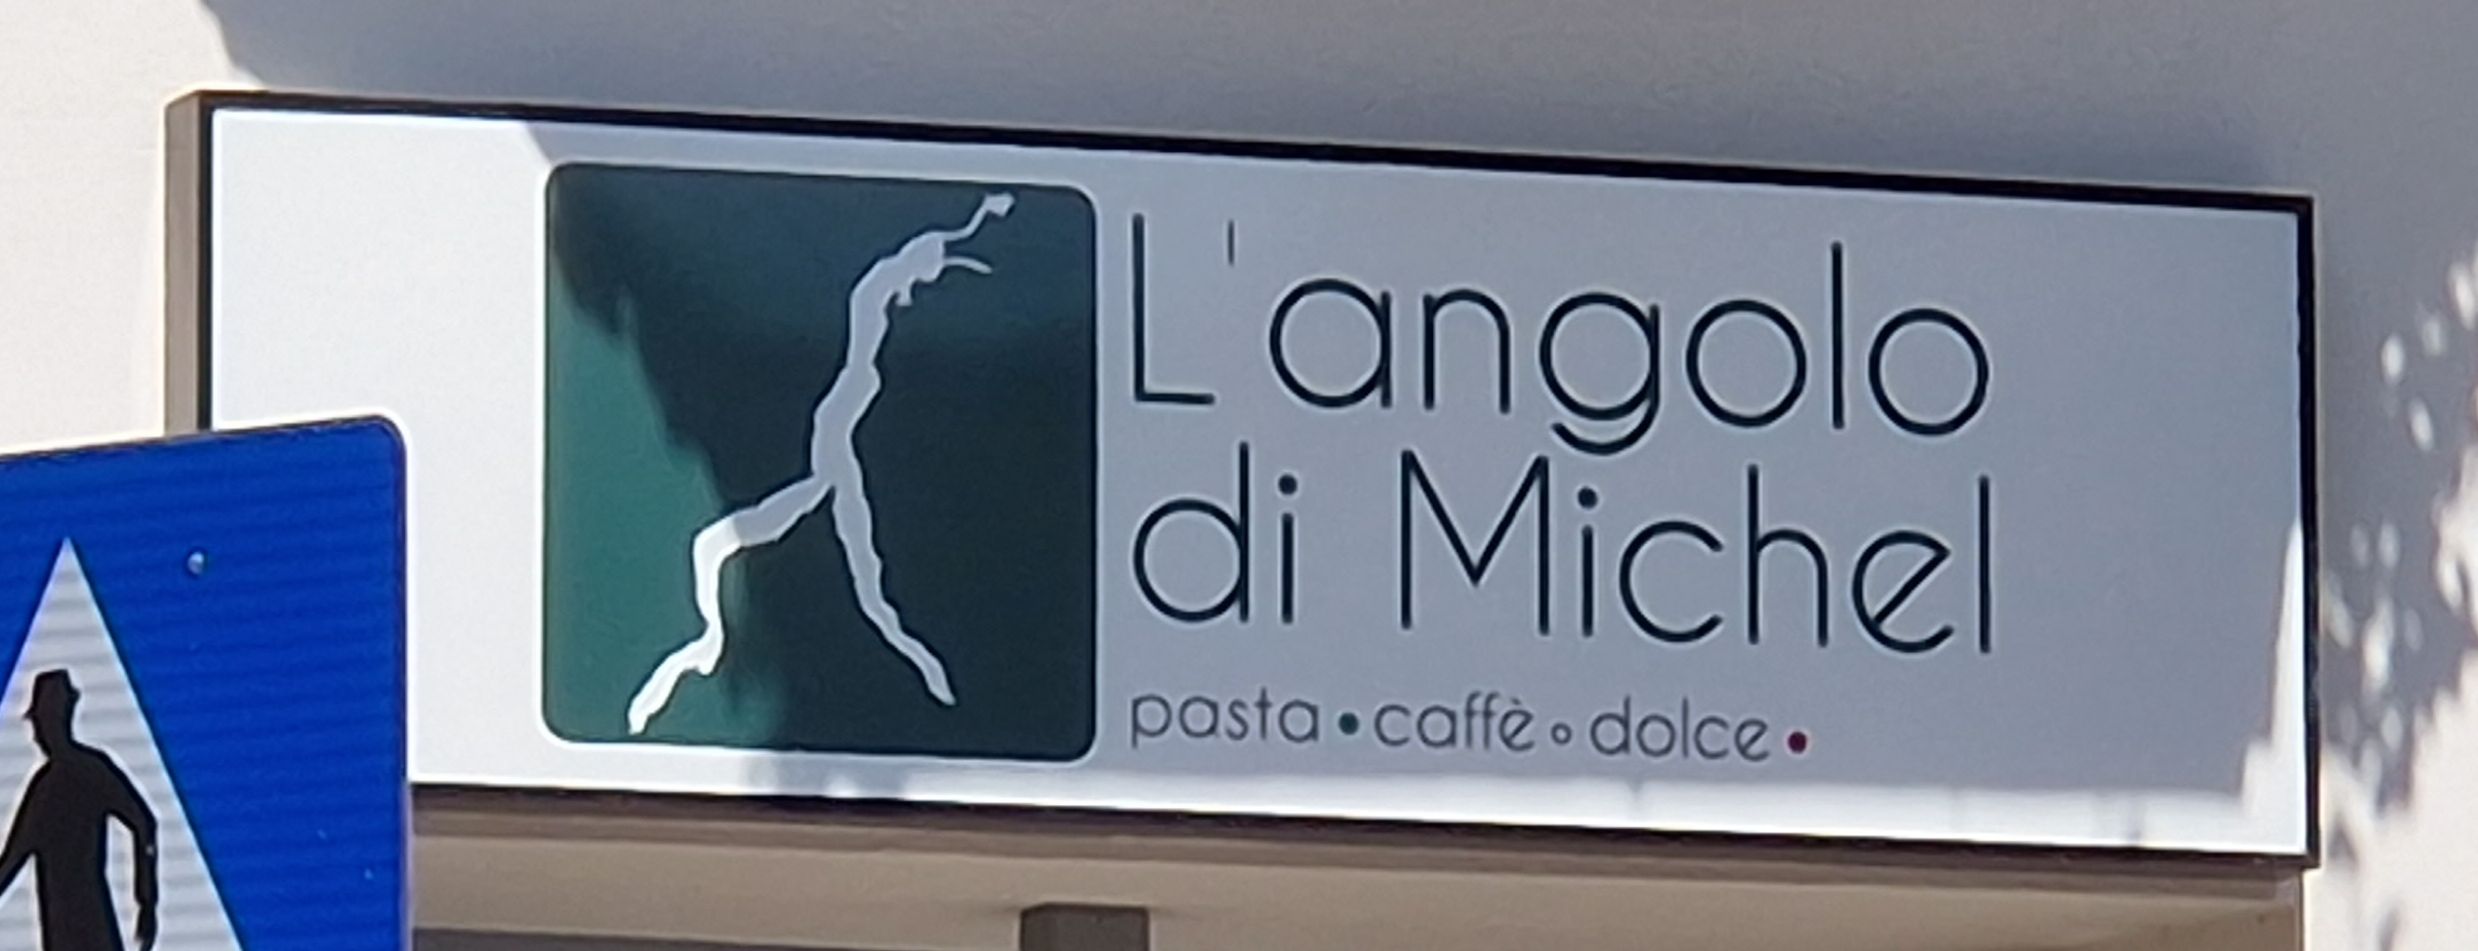 L'angolo
di Michel
pasta • caffè ∘ dolce •